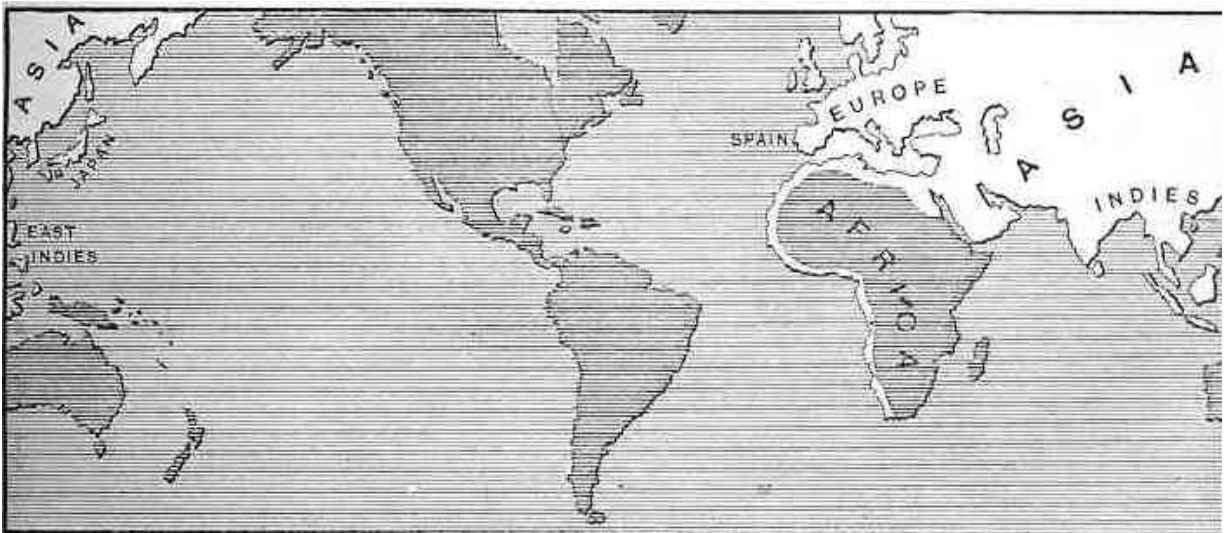 ASIA
JAPAN
EAST
INDIES
SPAIN
EUROPE
ASIA
INDIES
AFRICA